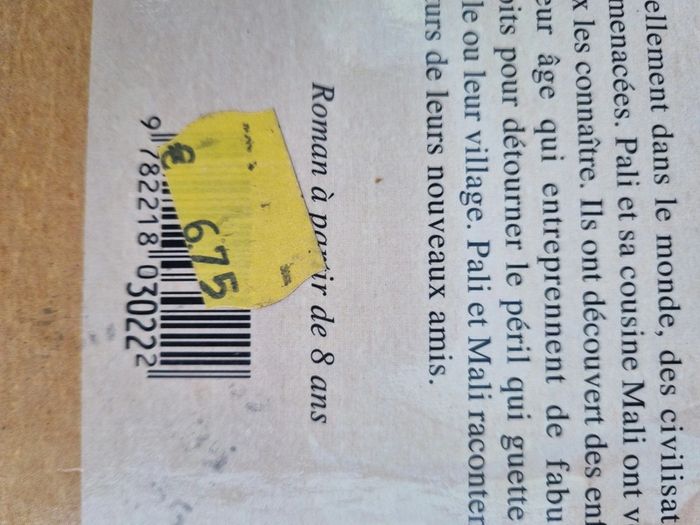 ellement dans le monde, des civilisat
menacées. Pali et sa cousine Mali ont v
x les connaître. Ils ont découvert des en
eur âge qui entreprennent de fabu
oits pour détourner le péril qui guette
le ou leur village. Pali et Mali raconter
urs de leurs nouveaux amis.
Roman à partir de 8 ans
€ 6.75
9 782218 030222